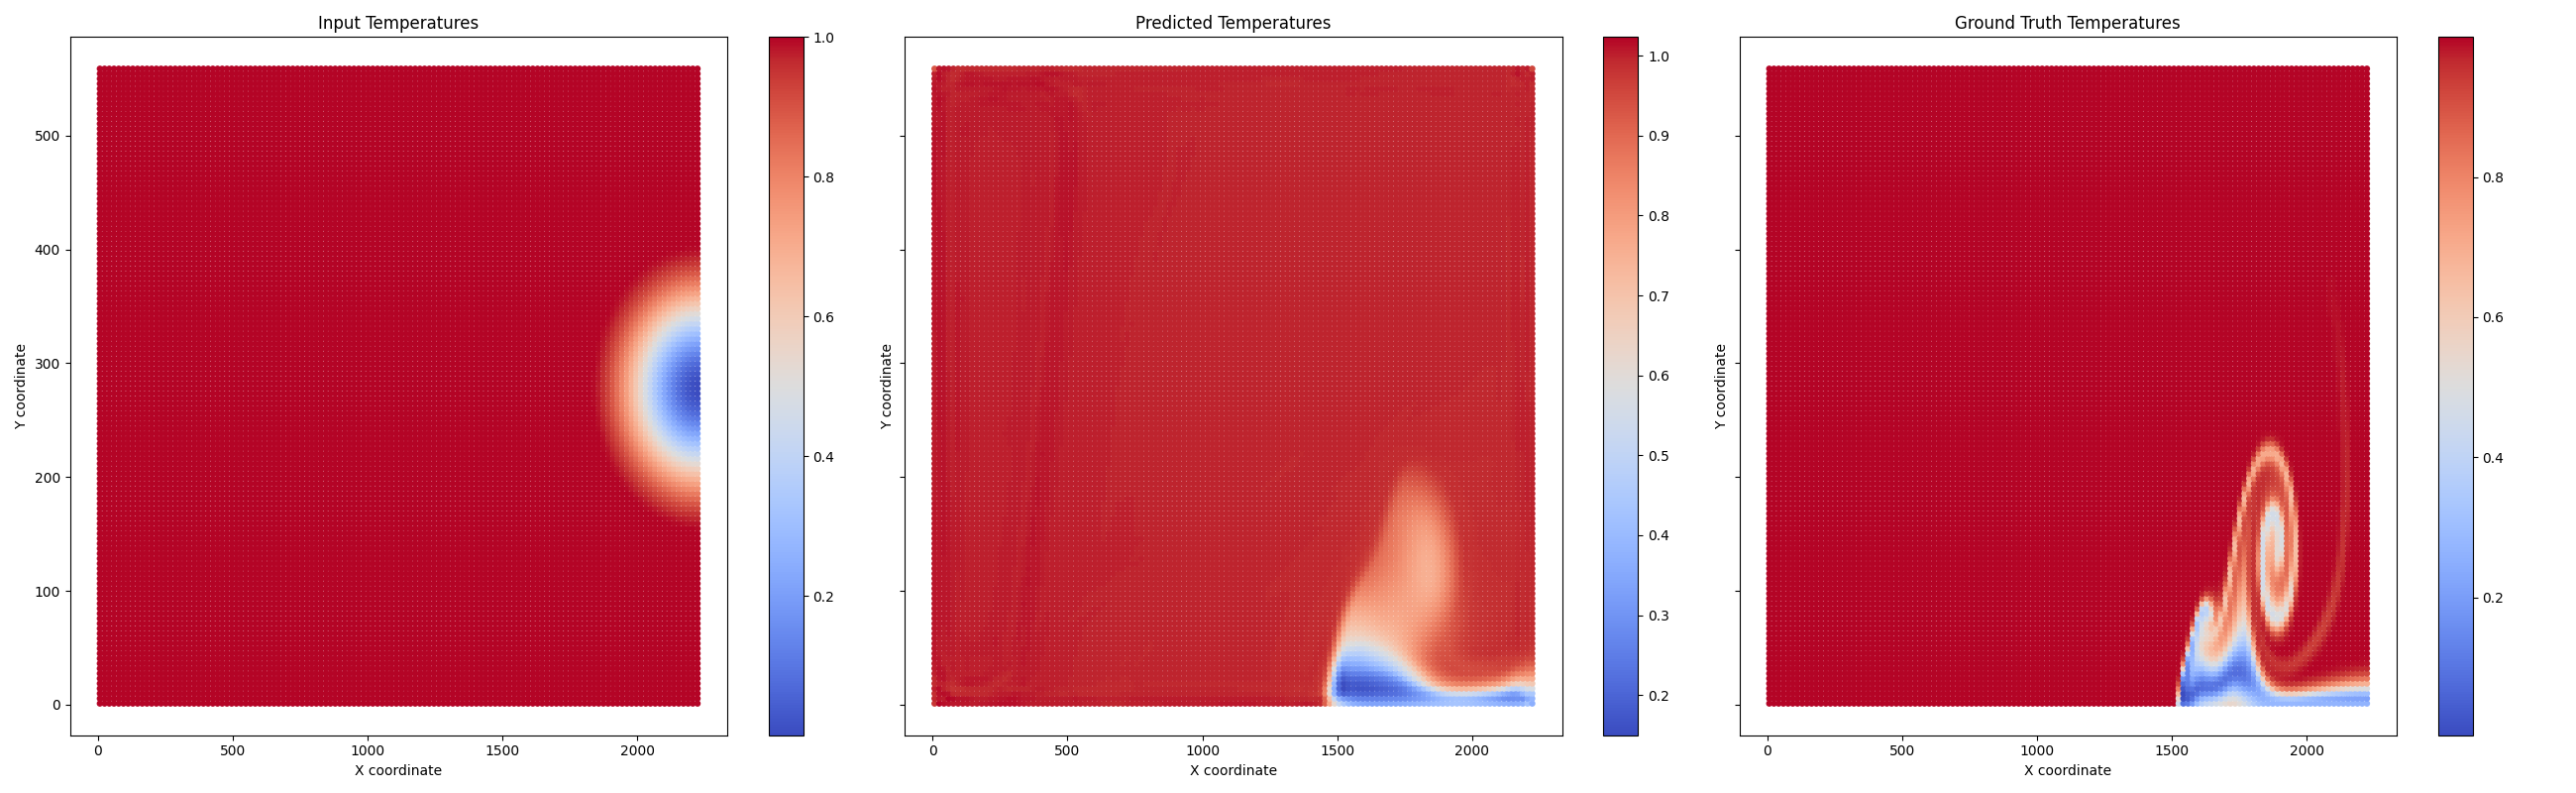 Input Temperatures
Y coordinate
500
400
300
200
100
0
0 500 1000 1500 2000
X coordinate
1.0
0.8
0.6
0.4
0.2
Predicted Temperatures
Y coordinate
0 500 1000 1500 2000
X coordinate
1.0
0.9
0.8
0.7
0.6
0.5
0.4
0.3
0.2
Ground Truth Temperatures
Y coordinate
0 500 1000 1500 2000
X coordinate
0.8
0.6
0.4
0.2